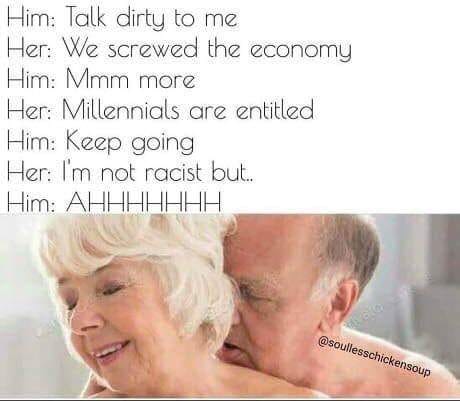 Him: Talk dirty to me
Her: We screwed the economy
Him: Mmm more
Her: Millennials are entitled
Him: Keep going
Her: I'm not racist but..
Him: AHHHHHHH
@soullesschickensoup